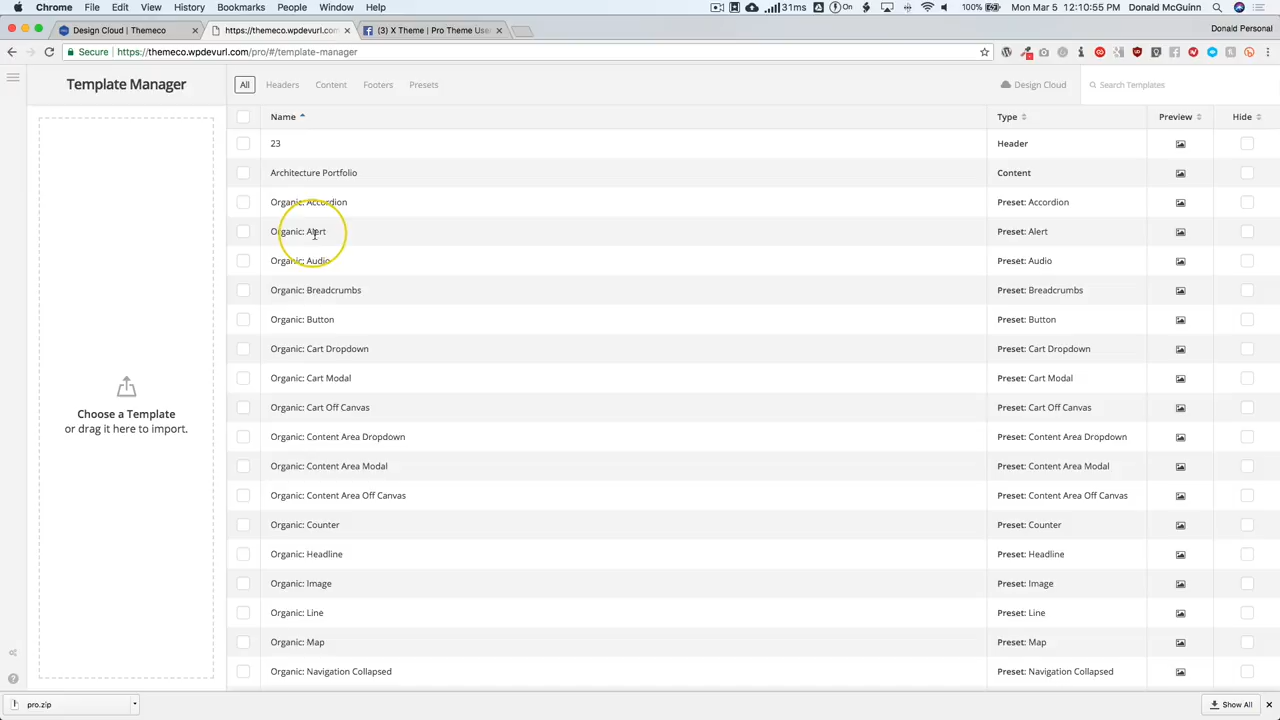 Chrome File Edit View History Bookmarks People Window Help 31ms On 100% Mon Mar 5 12:10:55 PM Donald McGuinn
Design Cloud | Themeco
https://themeco.wpdevurl.com/
(3) X Theme | Pro Theme Use
Donald Personal
Secure https://themeco.wpdevurl.com/pro/#/template-manager
Template Manager
All Headers Content Footers Presets Design Cloud Search Templates
Name Type Preview Hide
23 Header
Architecture Portfolio Content
Organic: Accordion Preset: Accordion
Organic: Alert Preset: Alert
Organic: Audio Preset: Audio
Organic: Breadcrumbs Preset: Breadcrumbs
Organic: Button Preset: Button
Organic: Cart Dropdown Preset: Cart Dropdown
Organic: Cart Modal Preset: Cart Modal
Organic: Cart Off Canvas Preset: Cart Off Canvas
Organic: Content Area Dropdown Preset: Content Area Dropdown
Organic: Content Area Modal Preset: Content Area Modal
Organic: Content Area Off Canvas Preset: Content Area Off Canvas
Organic: Counter Preset: Counter
Organic: Headline Preset: Headline
Organic: Image Preset: Image
Organic: Line Preset: Line
Organic: Map Preset: Map
Organic: Navigation Collapsed Preset: Navigation Collapsed
Choose a Template
or drag it here to import.
pro.zip
Show All